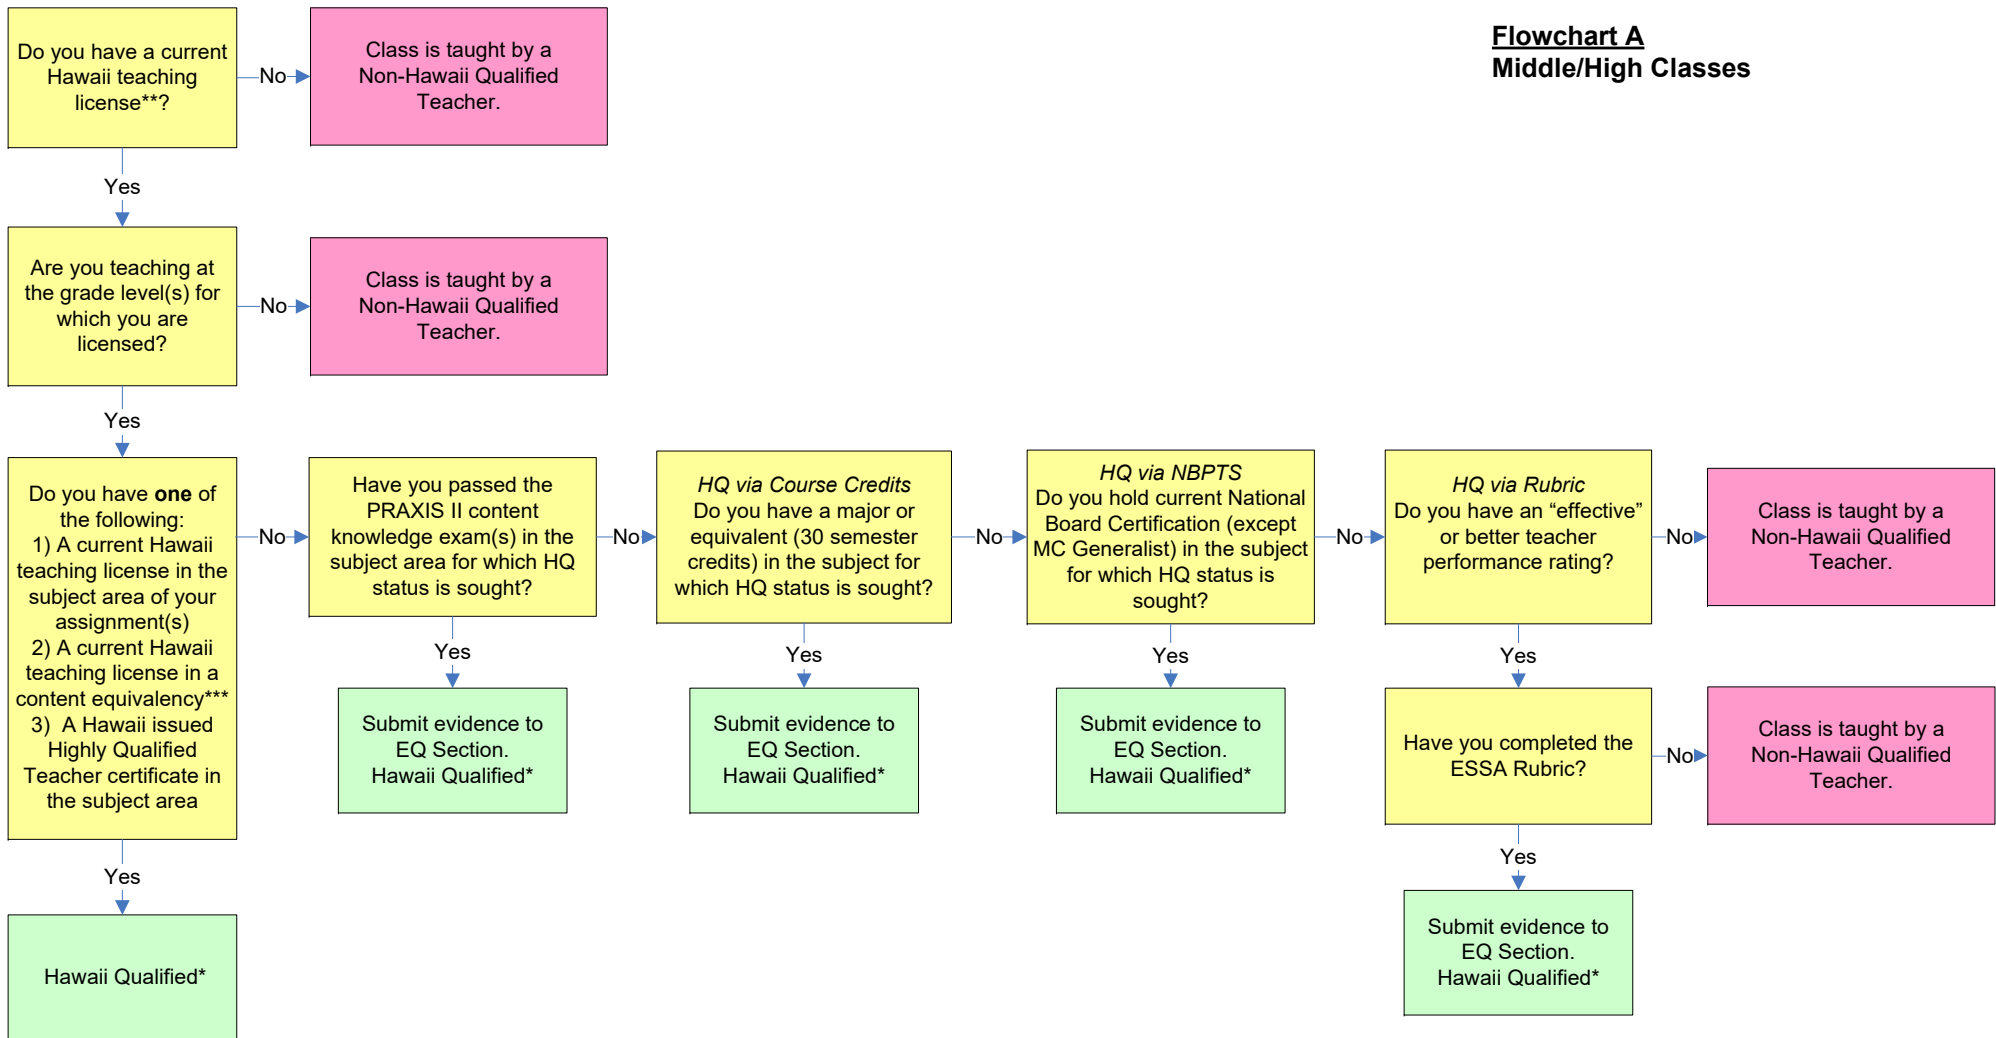 Flowchart A
Middle/High Classes
Do you have a current
Hawaii teaching
license**?
No
Class is taught by a
Non-Hawaii Qualified
Teacher.
Yes
Are you teaching at
the grade level(s) for
which you are
licensed?
No
Class is taught by a
Non-Hawaii Qualified
Teacher.
Yes
Do you have one of
the following:
1) A current Hawaii
teaching license in the
subject area of your
assignment(s)
2) A current Hawaii
teaching license in a
content equivalency***
3) A Hawaii issued
Highly Qualified
Teacher certificate in
the subject area
No
Have you passed the
PRAXIS II content
knowledge exam(s) in the
subject area for which HQ
status is sought?
No
HQ via Course Credits
Do you have a major or
equivalent (30 semester
credits) in the subject for
which HQ status is sought?
No
HQ via NBPTS
Do you hold current National
Board Certification (except
MC Generalist) in the subject
for which HQ status is
sought?
No
HQ via Rubric
Do you have an “effective”
or better teacher
performance rating?
No
Class is taught by a
Non-Hawaii Qualified
Teacher.
Yes
Yes
Yes
Yes
Submit evidence to
EQ Section.
Hawaii Qualified*
Submit evidence to
EQ Section.
Hawaii Qualified*
Submit evidence to
EQ Section.
Hawaii Qualified*
Have you completed the
ESSA Rubric?
No
Class is taught by a
Non-Hawaii Qualified
Teacher.
Yes
Yes
Hawaii Qualified*
Submit evidence to
EQ Section.
Hawaii Qualified*